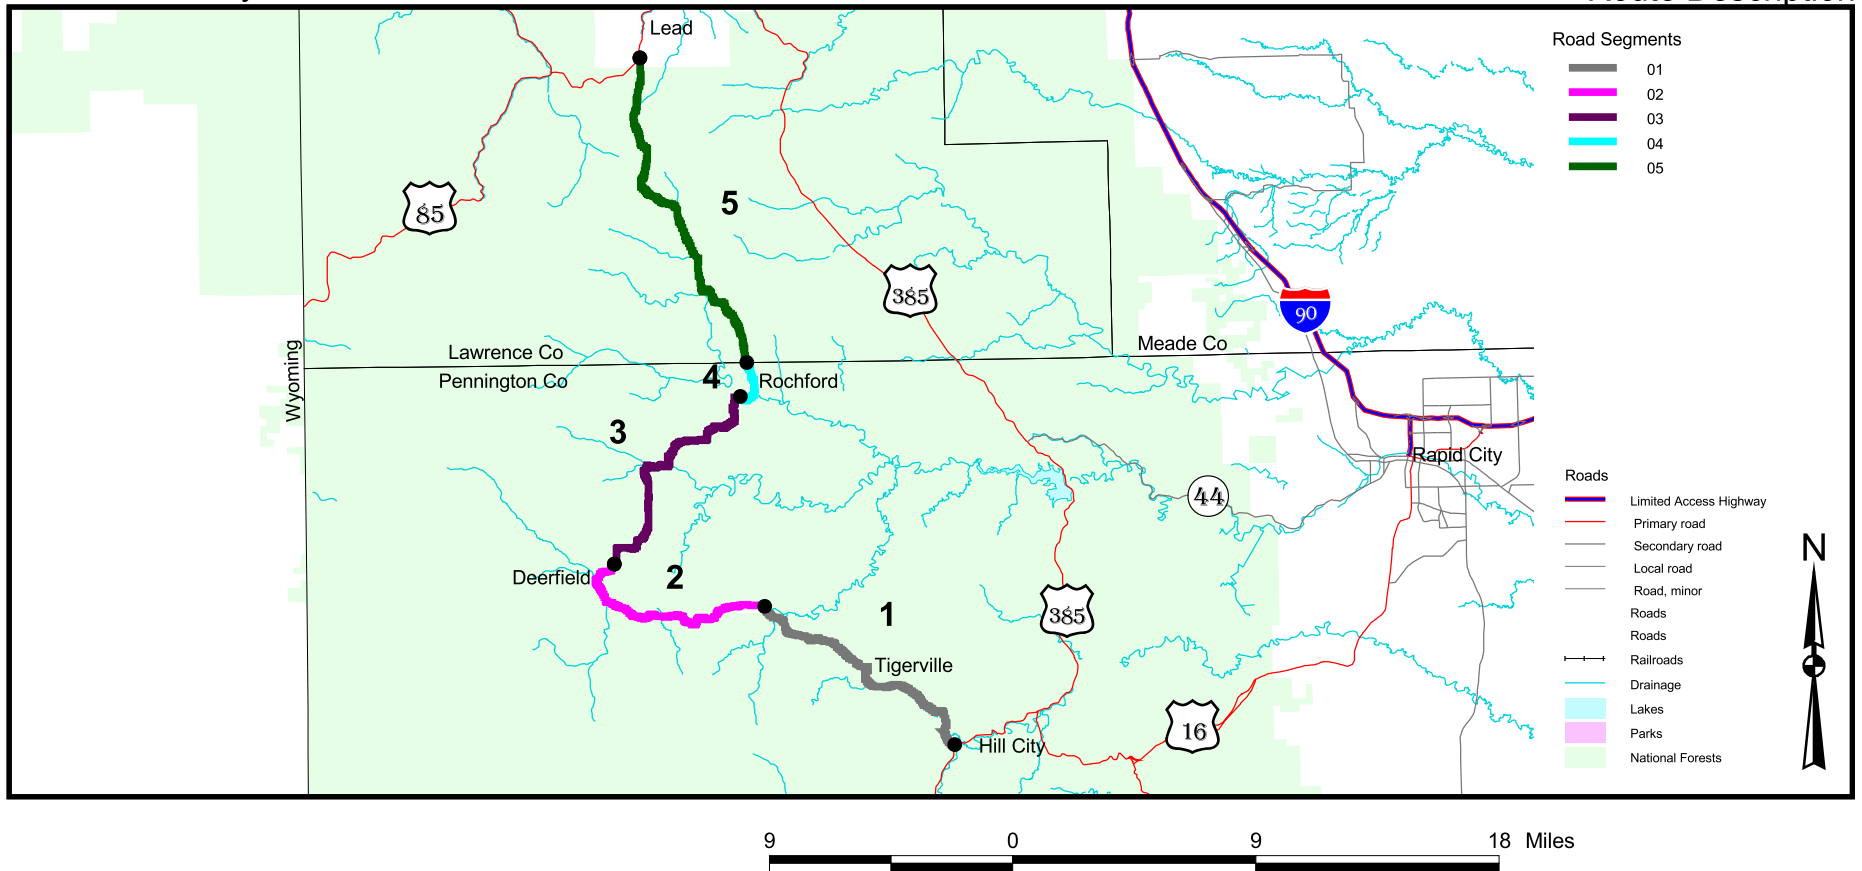 Lead
Road Segments
01
02
03
04
05
5
85
385
90
Wyoming
Lawrence Co
Meade Co
Pennington Co
4
Rochford
3
Rapid City
Roads
44
Limited Access Highway
Primary road
Secondary road
Local road
Road, minor
Roads
Roads
Railroads
Drainage
Lakes
Parks
National Forests
N
Deerfield
2
1
385
Tigerville
16
Hill City
9 0 9 18 Miles